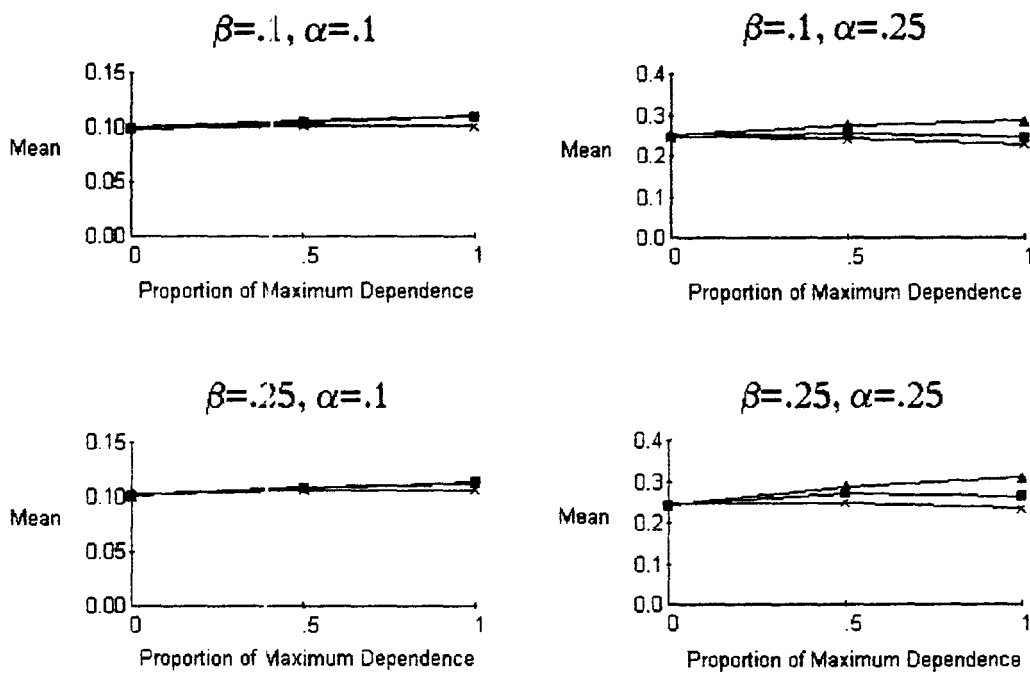 β=.1, α=.1
0.15
0.10
0.05
0.00
Mean
0 .5 1
Proportion of Maximum Dependence
β=.1, α=.25
0.4
0.3
0.2
0.1
0.0
Mean
0 .5 1
Proportion of Maximum Dependence
β=.25, α=.1
0.15
0.10
0.05
0.00
Mean
0 .5 1
Proportion of Maximum Dependence
β=.25, α=.25
0.4
0.3
0.2
0.1
0.0
Mean
0 .5 1
Proportion of Maximum Dependence